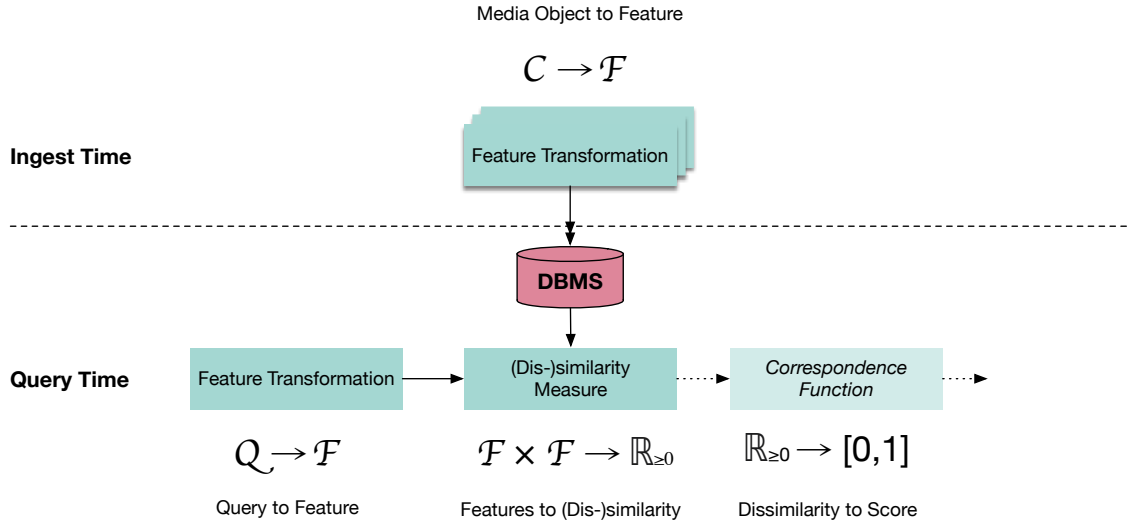 Media Object to Feature
C → F
Ingest Time
Feature Transformation
DBMS
Query Time
Feature Transformation
(Dis-)similarity
Measure
Correspondence
Function
Q → F
F × F → ℝ≥0
ℝ≥0 → [0,1]
Query to Feature
Features to (Dis-)similarity
Dissimilarity to Score